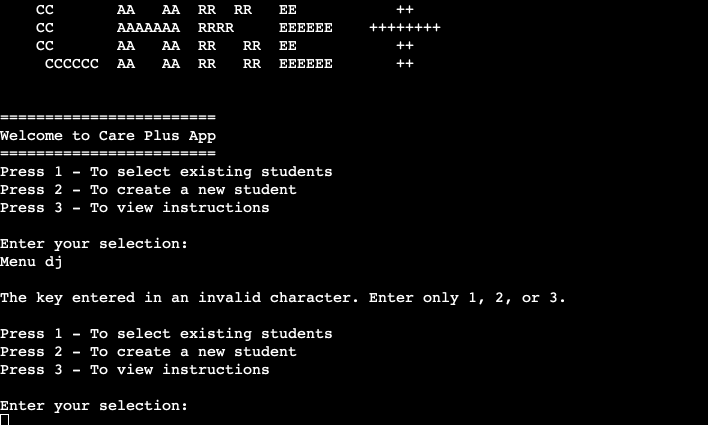 CC       AA   AA  RR  RR   EE           ++
CC       AAAAAAA  RRRR     EEEEEE    ++++++++
CC       AA   AA  RR   RR  EE           ++
 CCCCCC  AA   AA  RR   RR  EEEEEE       ++
========================
Welcome to Care Plus App
========================
Press 1 - To select existing students
Press 2 - To create a new student
Press 3 - To view instructions
Enter your selection:
Menu dj
The key entered in an invalid character. Enter only 1, 2, or 3.
Press 1 - To select existing students
Press 2 - To create a new student
Press 3 - To view instructions
Enter your selection: